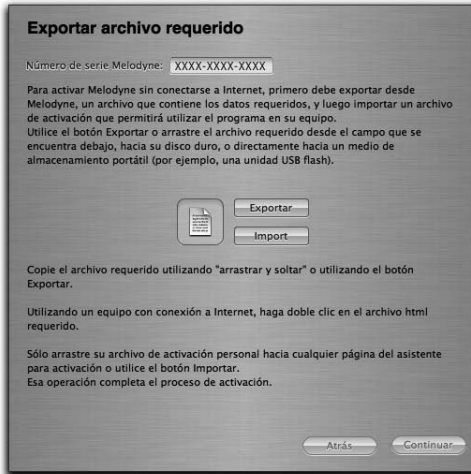 Exportar archivo requerido
Número de serie Melodyne: XXXX-XXXX-XXXX
Para activar Melodyne sin conectarse a Internet, primero debe exportar desde
Melodyne, un archivo que contiene los datos requeridos, y luego importar un archivo
de activación que permitirá utilizar el programa en su equipo.
Utilice el botón Exportar o arrastre el archivo requerido desde el campo que se
encuentra debajo, hacia su disco duro, o directamente hacia un medio de
almacenamiento portátil (por ejemplo, una unidad USB flash).
Exportar
Import
Copie el archivo requerido utilizando "arrastrar y soltar" o utilizando el botón
Exportar.
Utilizando un equipo con conexión a Internet, haga doble clic en el archivo html
requerido.
Sólo arrastre su archivo de activación personal hacia cualquier página del asistente
para activación o utilice el botón Importar.
Esa operación completa el proceso de activación.
Atrás
Continuar